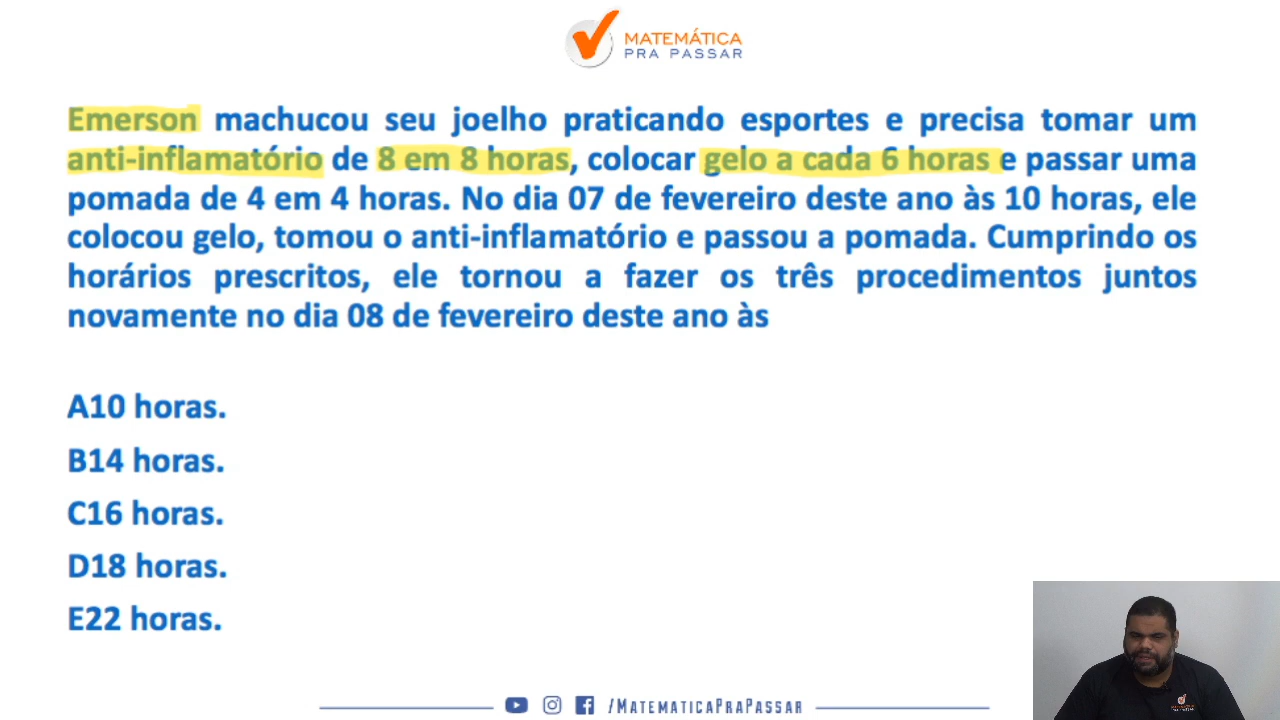 MATEMÁTICA
PRA PASSAR
Emerson machucou seu joelho praticando esportes e precisa tomar um
anti-inflamatório de 8 em 8 horas, colocar gelo a cada 6 horas e passar uma
pomada de 4 em 4 horas. No dia 07 de fevereiro deste ano às 10 horas, ele
colocou gelo, tomou o anti-inflamatório e passou a pomada. Cumprindo os
horários prescritos, ele tornou a fazer os três procedimentos juntos
novamente no dia 08 de fevereiro deste ano às
A10 horas.
B14 horas.
C16 horas.
D18 horas.
E22 horas.
/MATEMATICAPRAPASSAR